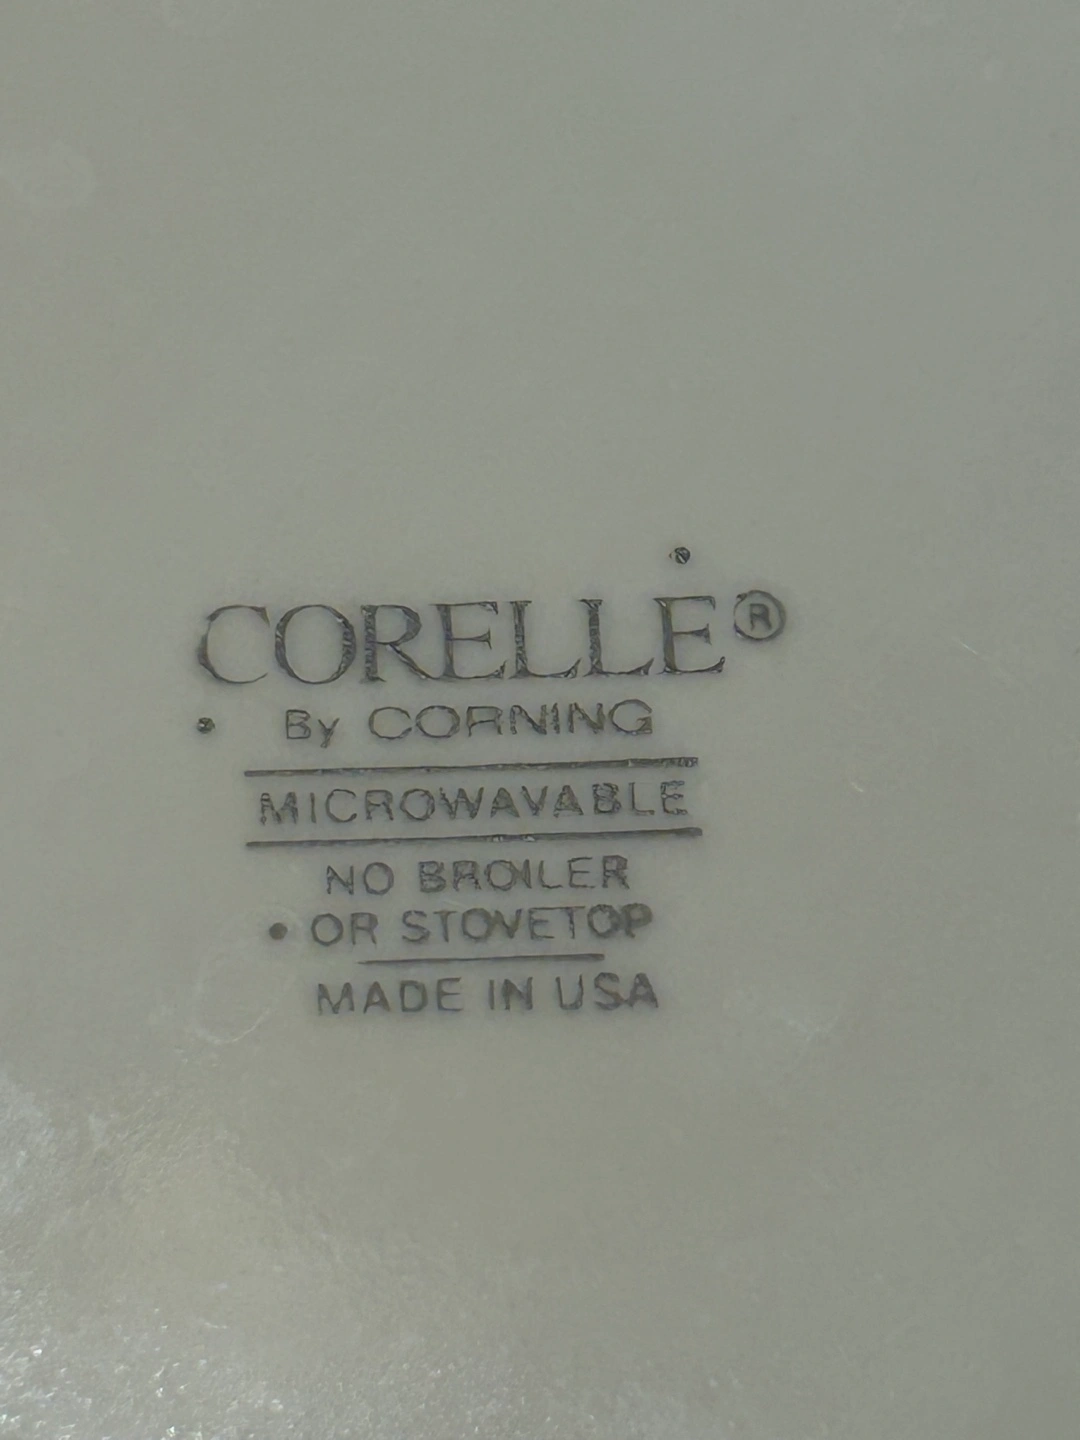 CORELLE®
By CORNING
MICROWAVABLE
NO BROILER
• OR STOVETOP
MADE IN USA